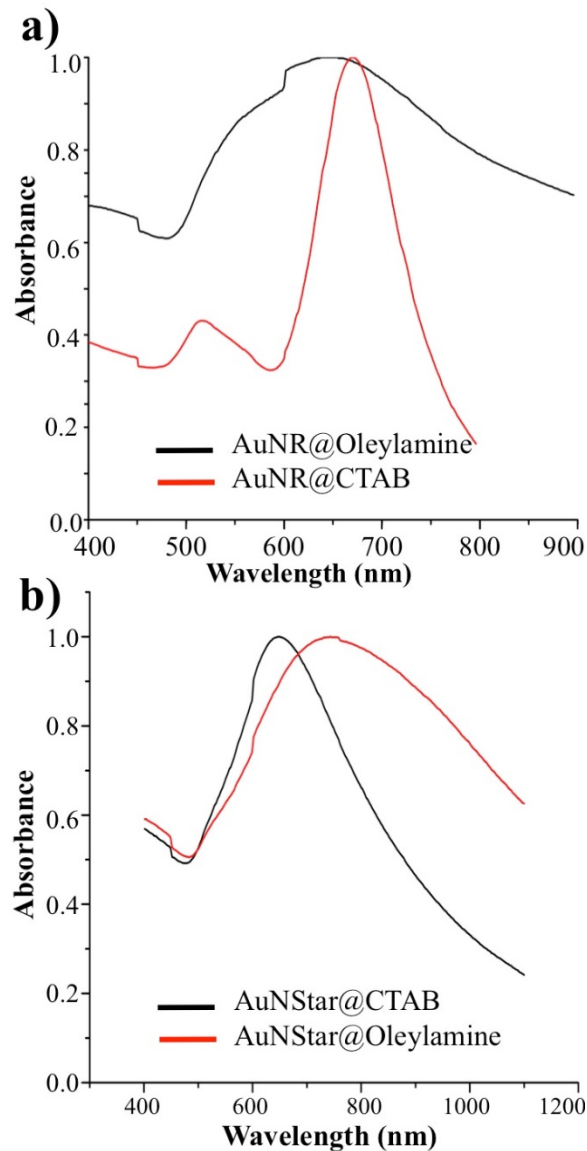 a)
1.0
0.8
0.6
0.4
0.2
0.0
Absorbance
AuNR@Oleylamine
AuNR@CTAB
400 500 600 700 800 900
Wavelength (nm)
b)
1.0
0.8
0.6
0.4
0.2
0.0
Absorbance
AuNStar@CTAB
AuNStar@Oleylamine
400 600 800 1000 1200
Wavelength (nm)